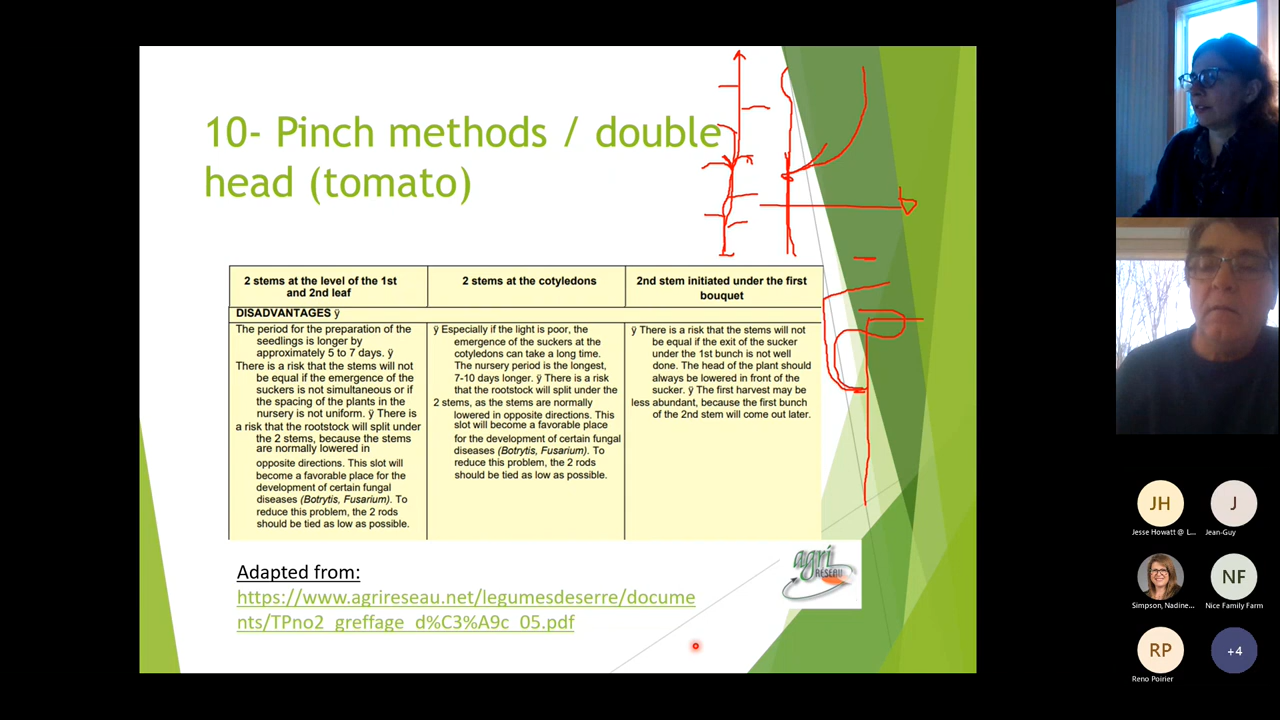 10- Pinch methods / double
head (tomato)
2 stems at the level of the 1st
and 2nd leaf
2 stems at the cotyledons
2nd stem initiated under the first
bouquet
DISADVANTAGES ÿ
The period for the preparation of the
seedlings is longer by
approximately 5 to 7 days. ÿ
There is a risk that the stems will not
be equal if the emergence of the
suckers is not simultaneous or if
the spacing of the plants in the
nursery is not uniform. ÿ There is
a risk that the rootstock will split under
the 2 stems, because the stems
are normally lowered in
opposite directions. This slot will
become a favorable place for the
development of certain fungal
diseases (Botrytis, Fusarium). To
reduce this problem, the 2 rods
should be tied as low as possible.
ÿ Especially if the light is poor, the
emergence of the suckers at the
cotyledons can take a long time.
The nursery period is the longest,
7-10 days longer. ÿ There is a risk
that the rootstock will split under the
2 stems, as the stems are normally
lowered in opposite directions. This
slot will become a favorable place
for the development of certain fungal
diseases (Botrytis, Fusarium). To
reduce this problem, the 2 rods
should be tied as low as possible.
ÿ There is a risk that the stems will not
be equal if the exit of the sucker
under the 1st bunch is not well
done. The head of the plant should
always be lowered in front of the
sucker. ÿ The first harvest may be
less abundant, because the first bunch
of the 2nd stem will come out later.
Adapted from:
https://www.agrireseau.net/legumesdeserre/docume
nts/TPno2_greffage_d%C3%A9c_05.pdf
agri
RÉSEAU
JH
J
Jesse Howatt @ L...
Jean-Guy
NF
Simpson, Nadine...
Nice Family Farm
RP
+4
Reno Poirier